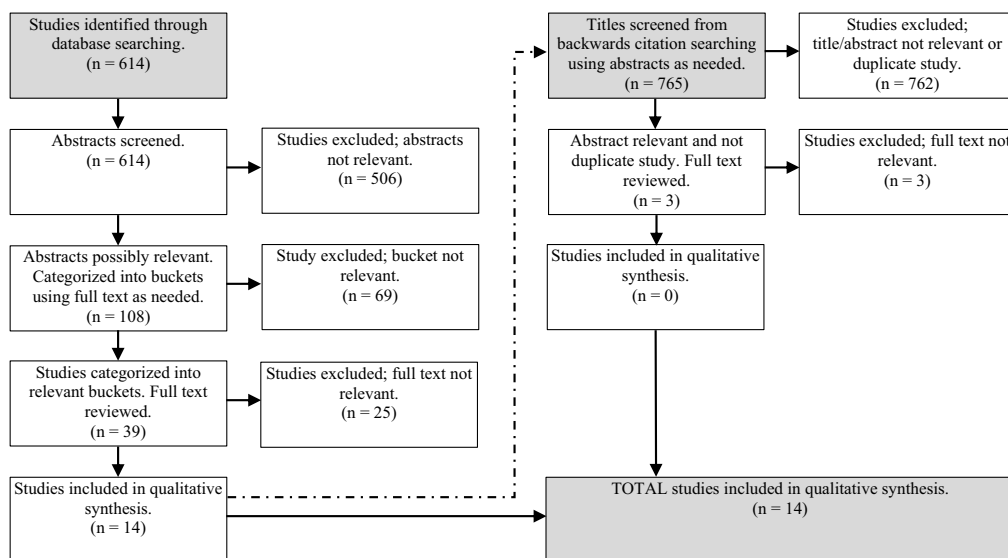 Studies identified through
database searching.
(n = 614)
Abstracts screened.
(n = 614)
Studies excluded; abstracts
not relevant.
(n = 506)
Abstracts possibly relevant.
Categorized into buckets
using full text as needed.
(n = 108)
Study excluded; bucket not
relevant.
(n = 69)
Studies categorized into
relevant buckets. Full text
reviewed.
(n = 39)
Studies excluded; full text not
relevant.
(n = 25)
Studies included in qualitative
synthesis.
(n = 14)
Titles screened from
backwards citation searching
using abstracts as needed.
(n = 765)
Studies excluded;
title/abstract not relevant or
duplicate study.
(n = 762)
Abstract relevant and not
duplicate study. Full text
reviewed.
(n = 3)
Studies excluded; full text not
relevant.
(n = 3)
Studies included in qualitative
synthesis.
(n = 0)
TOTAL studies included in qualitative synthesis.
(n = 14)